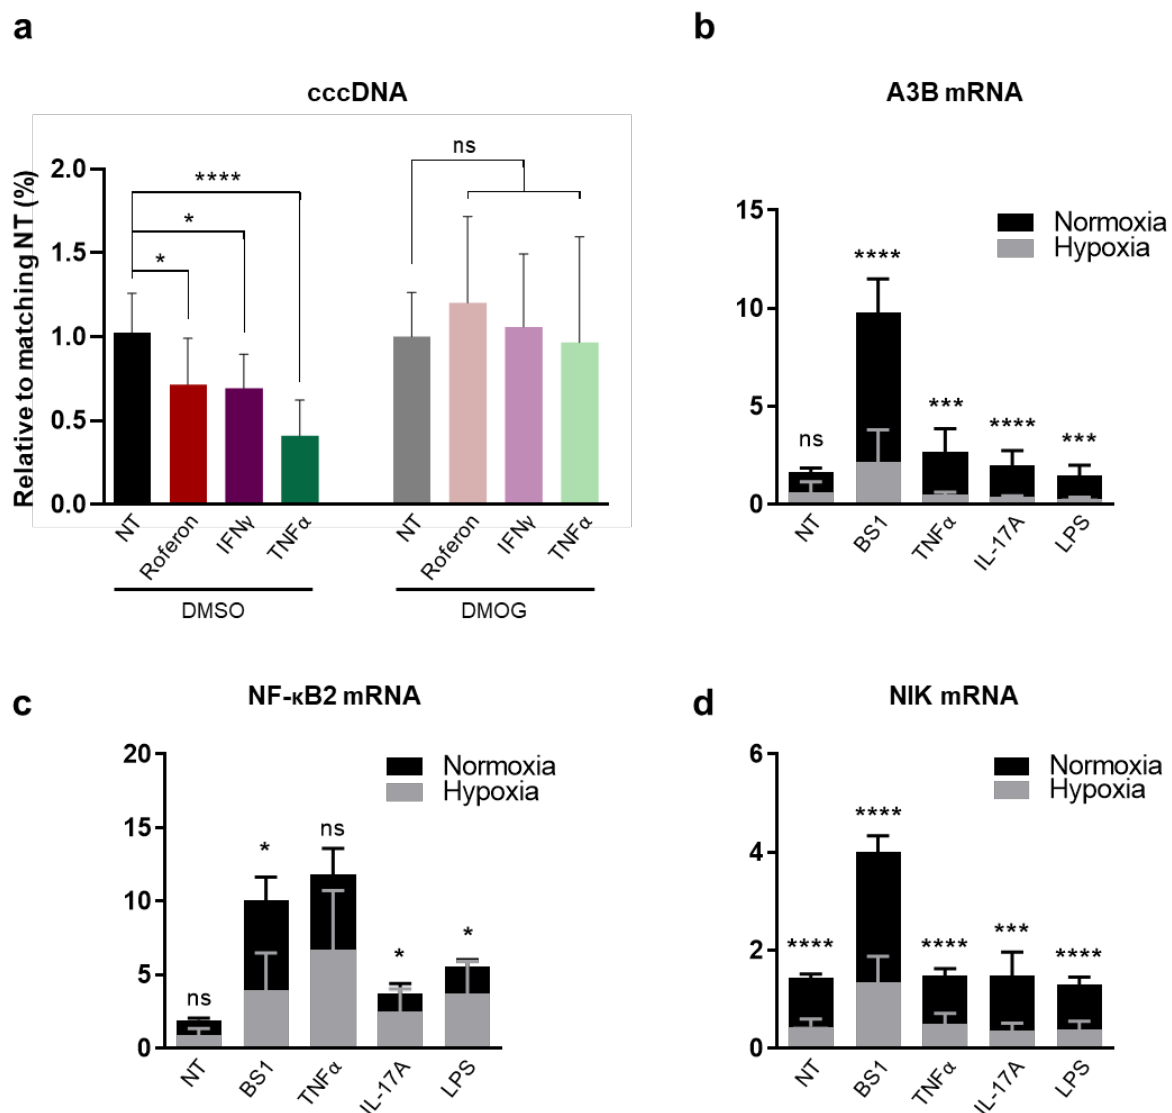 a
cccDNA
Relative to matching NT (%)
2.0
1.5
1.0
0.5
0.0
****
*
*
ns
NT
Roferon
IFNγ
TNFα
NT
Roferon
IFNγ
TNFα
DMSO
DMOG
b
A3B mRNA
15
10
5
0
Normoxia
Hypoxia
ns
****
***
****
***
NT
BS1
TNFα
IL-17A
LPS
c
NF-κB2 mRNA
20
15
10
5
0
Normoxia
Hypoxia
ns
*
ns
*
*
NT
BS1
TNFα
IL-17A
LPS
d
NIK mRNA
6
4
2
0
Normoxia
Hypoxia
****
****
****
***
****
NT
BS1
TNFα
IL-17A
LPS